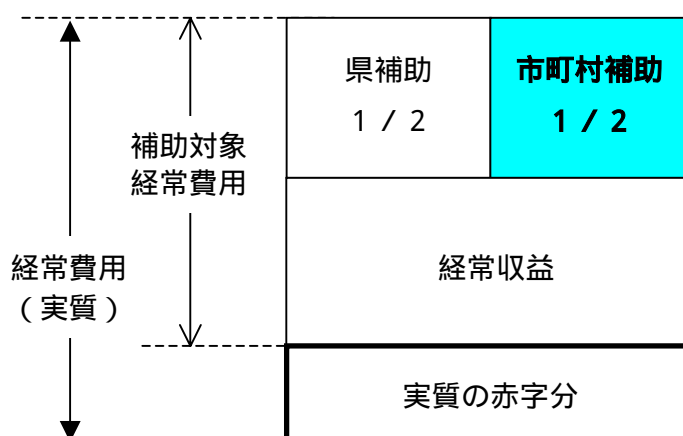 県補助
1 / 2
市町村補助
1 / 2
補助対象
経常費用
経常費用
（実質）
経常収益
実質の赤字分